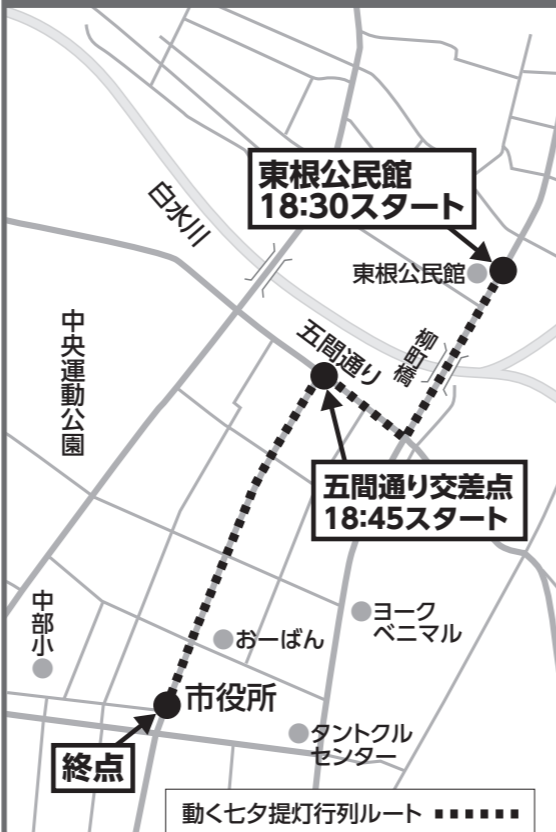 東根公民館
18:30スタート
白水川
東根公民館
柳町橋
五間通り
中央運動公園
五間通り交差点
18:45スタート
ヨーク
ベニマル
おーばん
中部小
市役所
タントクル
センター
終点
動く七夕提灯行列ルート